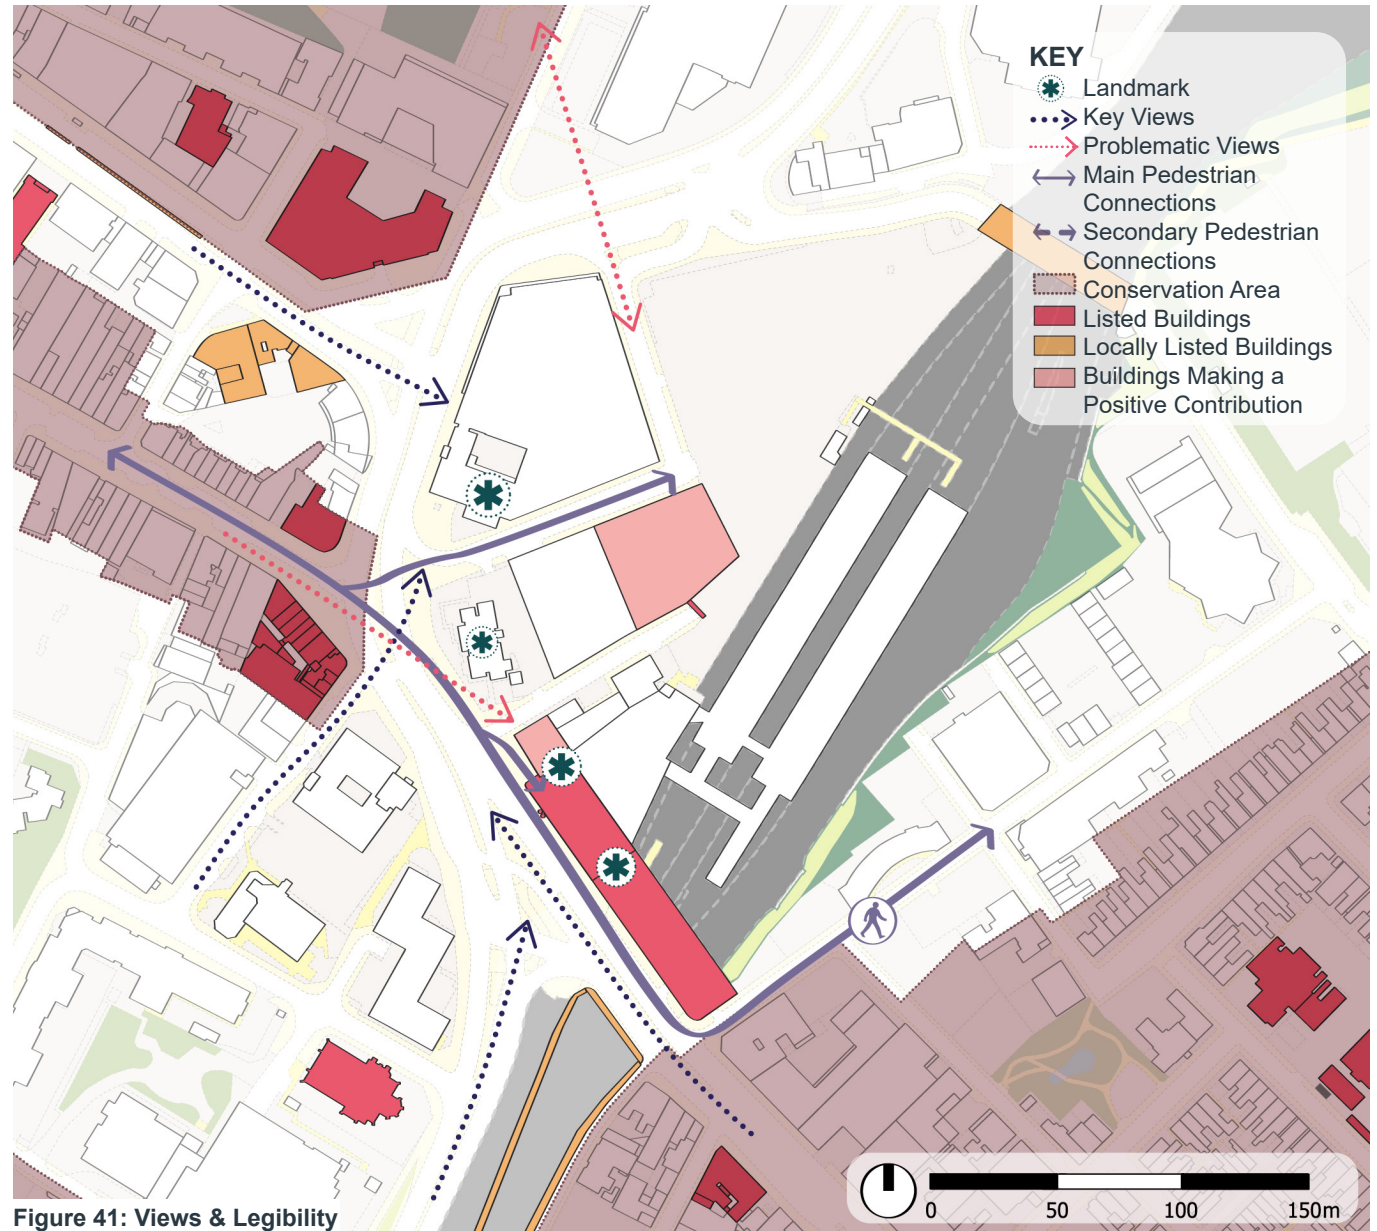 KEY
Landmark
Key Views
Problematic Views
Main Pedestrian
Connections
Secondary Pedestrian
Connections
Conservation Area
Listed Buildings
Locally Listed Buildings
Buildings Making a
Positive Contribution
0 50 100 150m
Figure 41: Views & Legibility